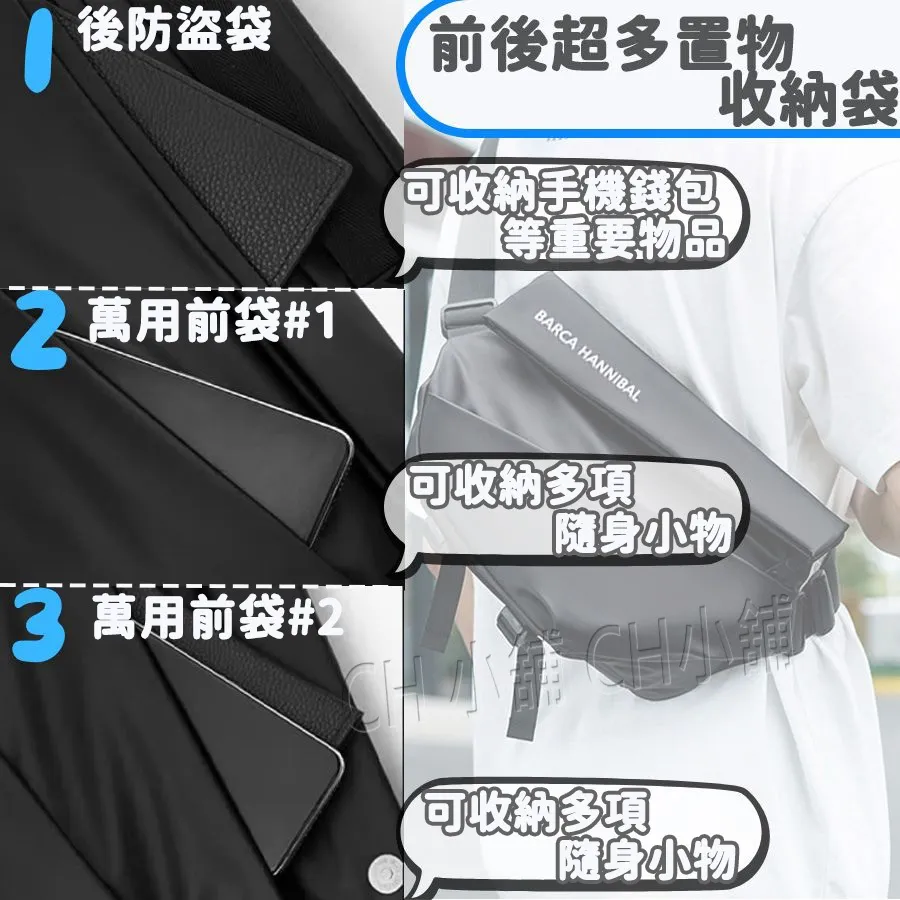 前後超多置物
收納袋
1 後防盜袋
可收納手機錢包
等重要物品
2 萬用前袋#1
BARCA HANNIBAL
可收納多項
隨身小物
3 萬用前袋#2
CH小舖 CH小舖
可收納多項
隨身小物